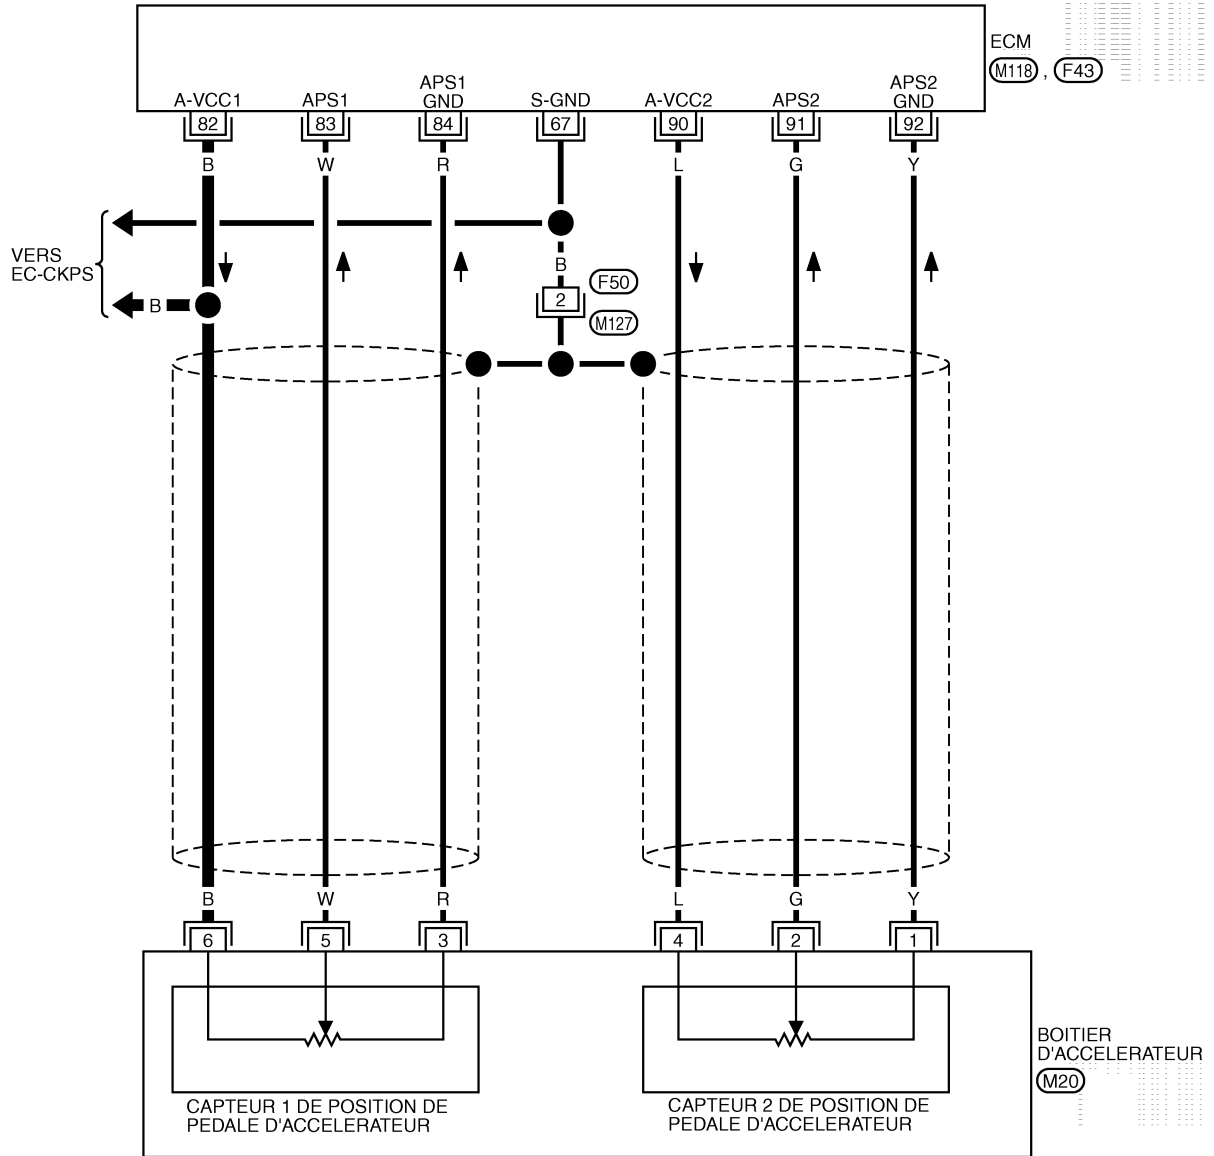 ECM
M118 , F43
A-VCC1 APS1 APS1 GND S-GND A-VCC2 APS2 APS2 GND
82 83 84 67 90 91 92
B W R L G Y
VERS
EC-CKPS
B
B
2
F50
M127
B W R L G Y
6 5 3 4 2 1
BOITIER
D'ACCELERATEUR
M20
CAPTEUR 1 DE POSITION DE
PEDALE D'ACCELERATEUR
CAPTEUR 2 DE POSITION DE
PEDALE D'ACCELERATEUR